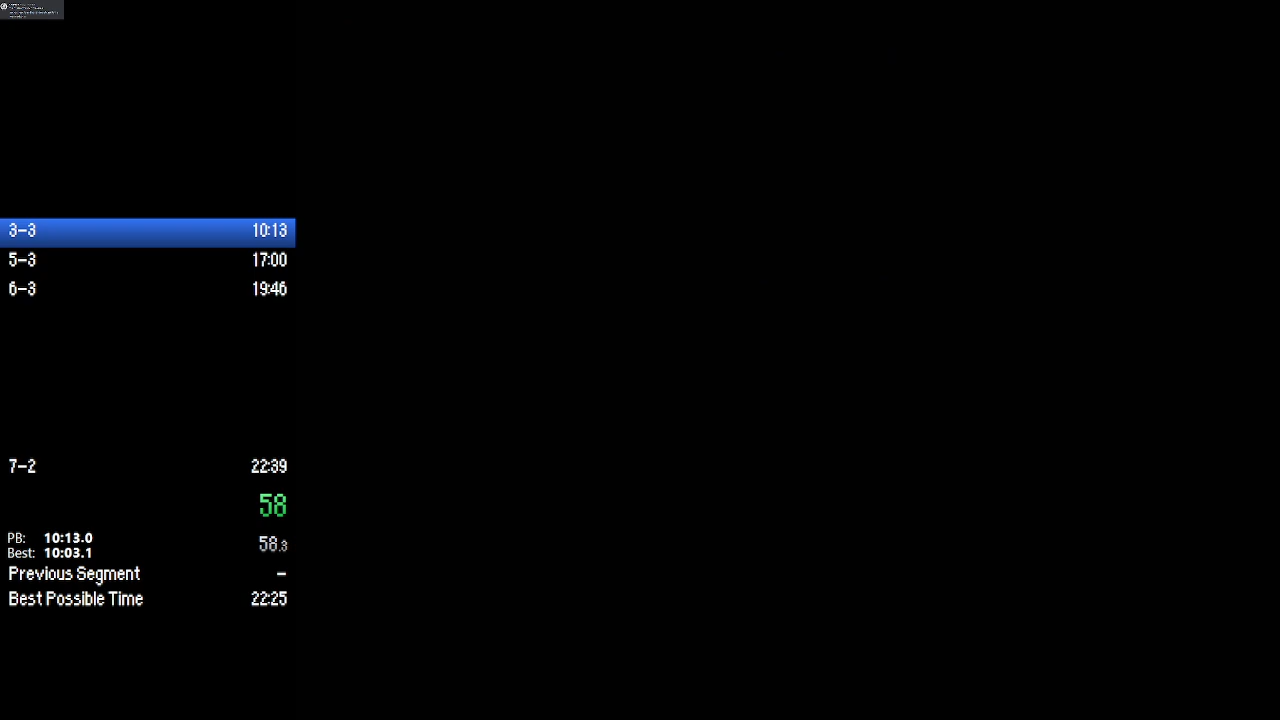 3-3 10:13
5-3 17:00
6-3 19:46
7-2 22:39
58
PB: 10:13.0 58.3
Best: 10:03.1
Previous Segment –
Best Possible Time 22:25